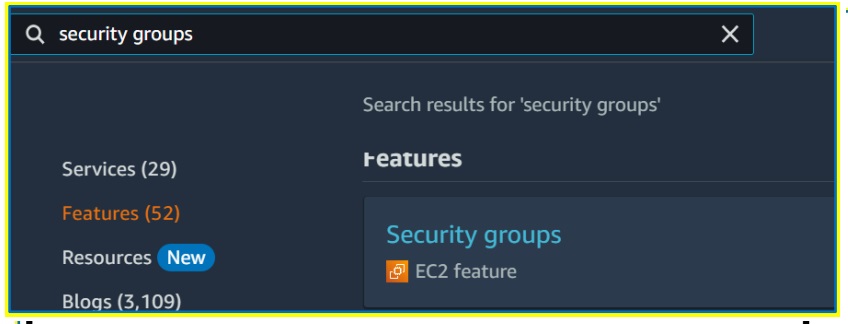 security groups
Search results for 'security groups'
Services (29)
Features (52)
Resources New
Blogs (3,109)
Features
Security groups
EC2 feature